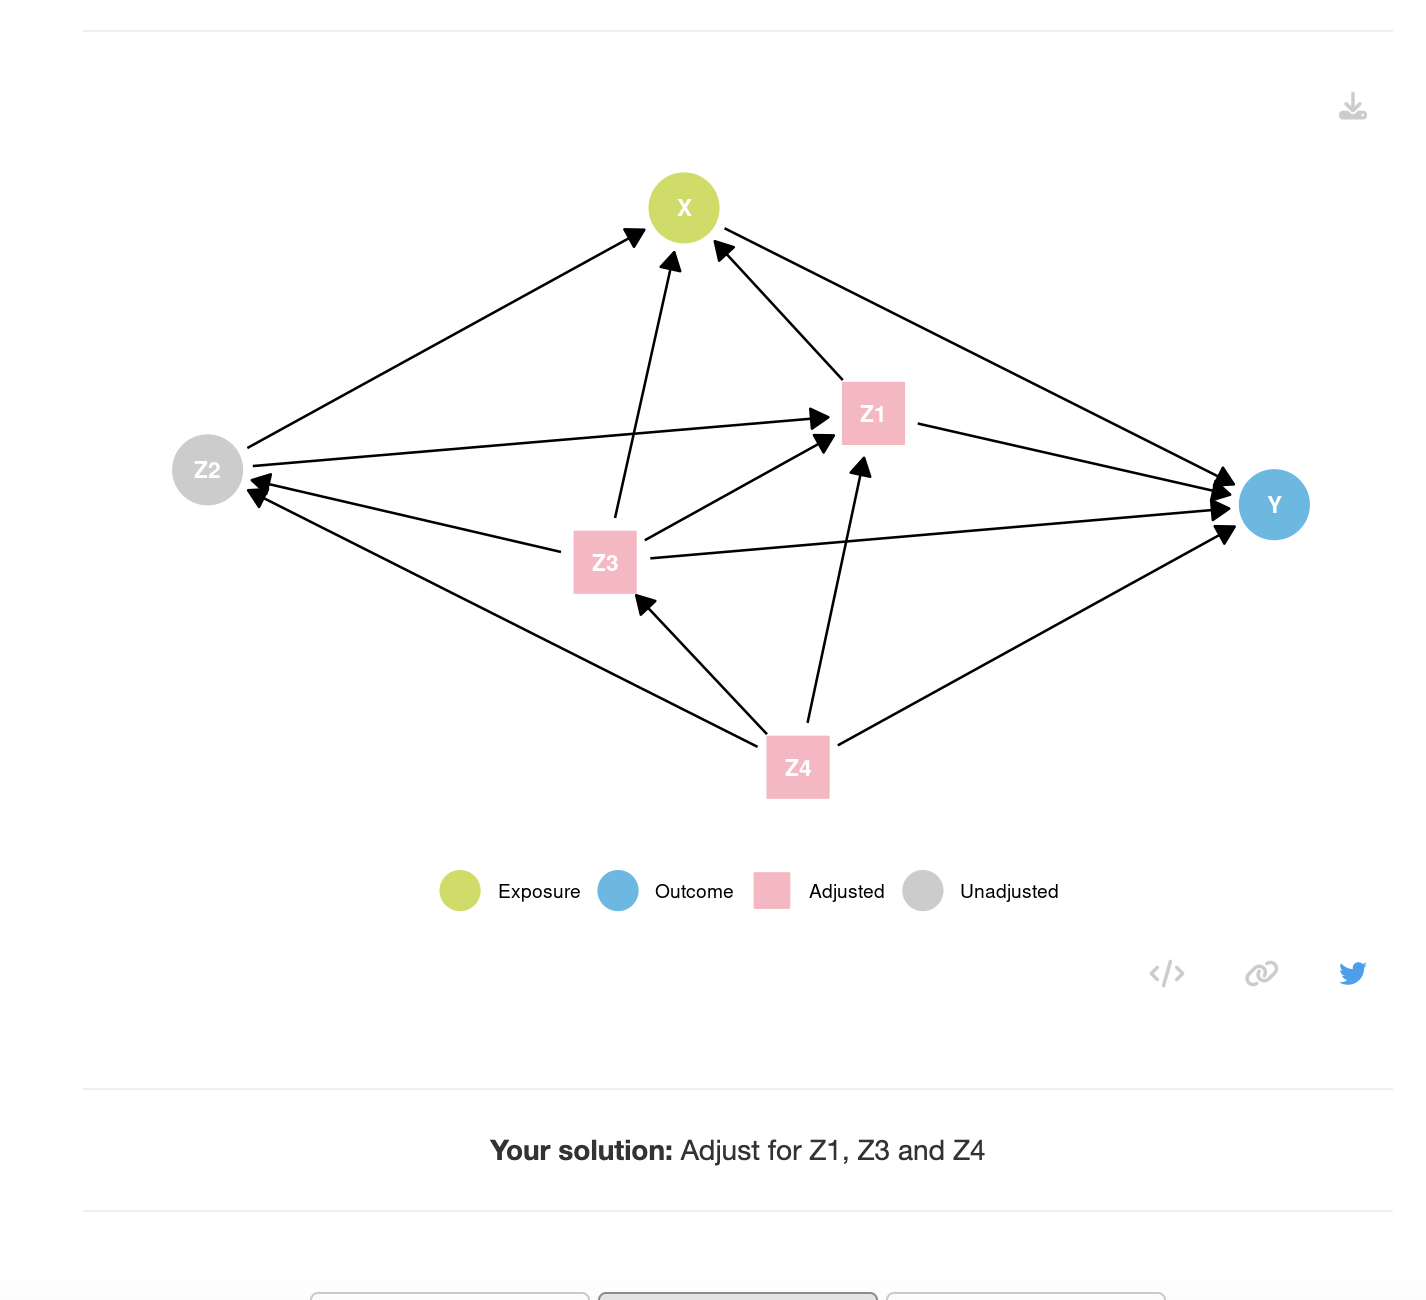 X
Z1
Z2
Y
Z3
Z4
Exposure Outcome Adjusted Unadjusted
Your solution: Adjust for Z1, Z3 and Z4